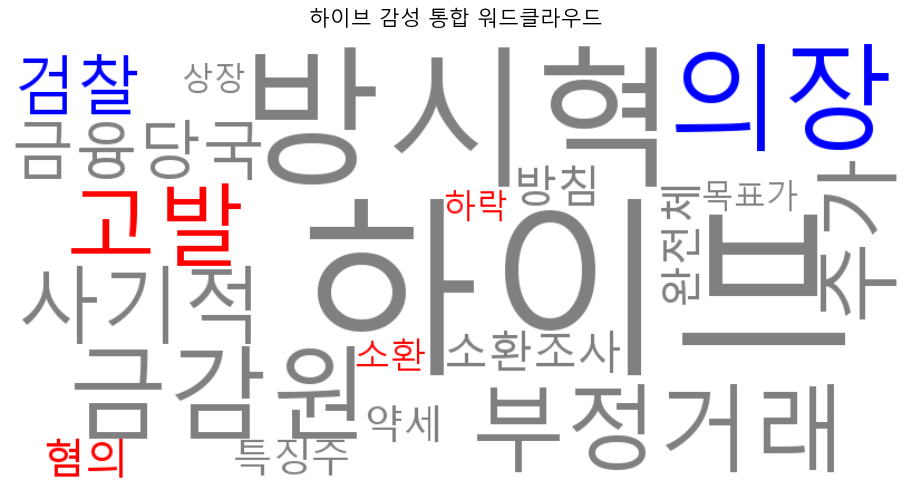 하이브 감성 통합 워드클라우드
검찰
상장
방시혁
의장
금융당국
고발
하락
방침
완전체
목표가
주가
사기적
하이브
소환
소환조사
금감원
약세
부정거래
혐의
특징주